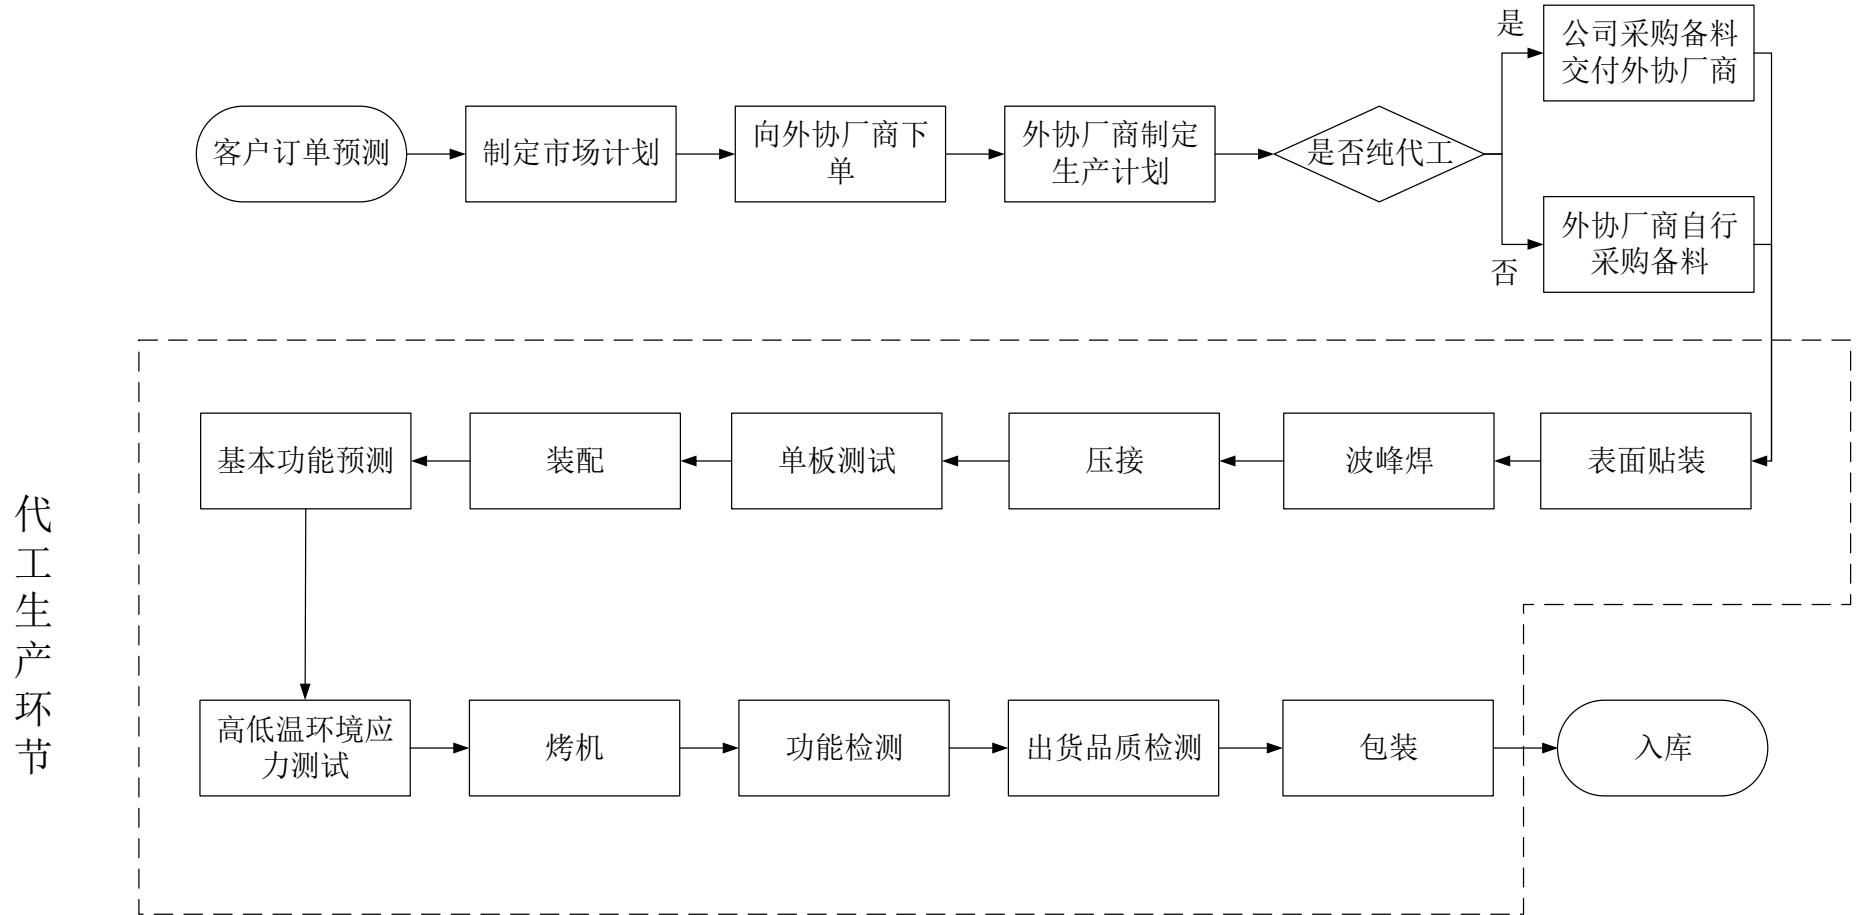 是
公司采购备料
交付外协厂商
客户订单预测
制定市场计划
向外协厂商下
单
外协厂商制定
生产计划
是否纯代工
否
外协厂商自行
采购备料
代工生产环节
表面贴装
波峰焊
压接
单板测试
装配
基本功能预测
高低温环境应
力测试
烤机
功能检测
出货品质检测
包装
入库